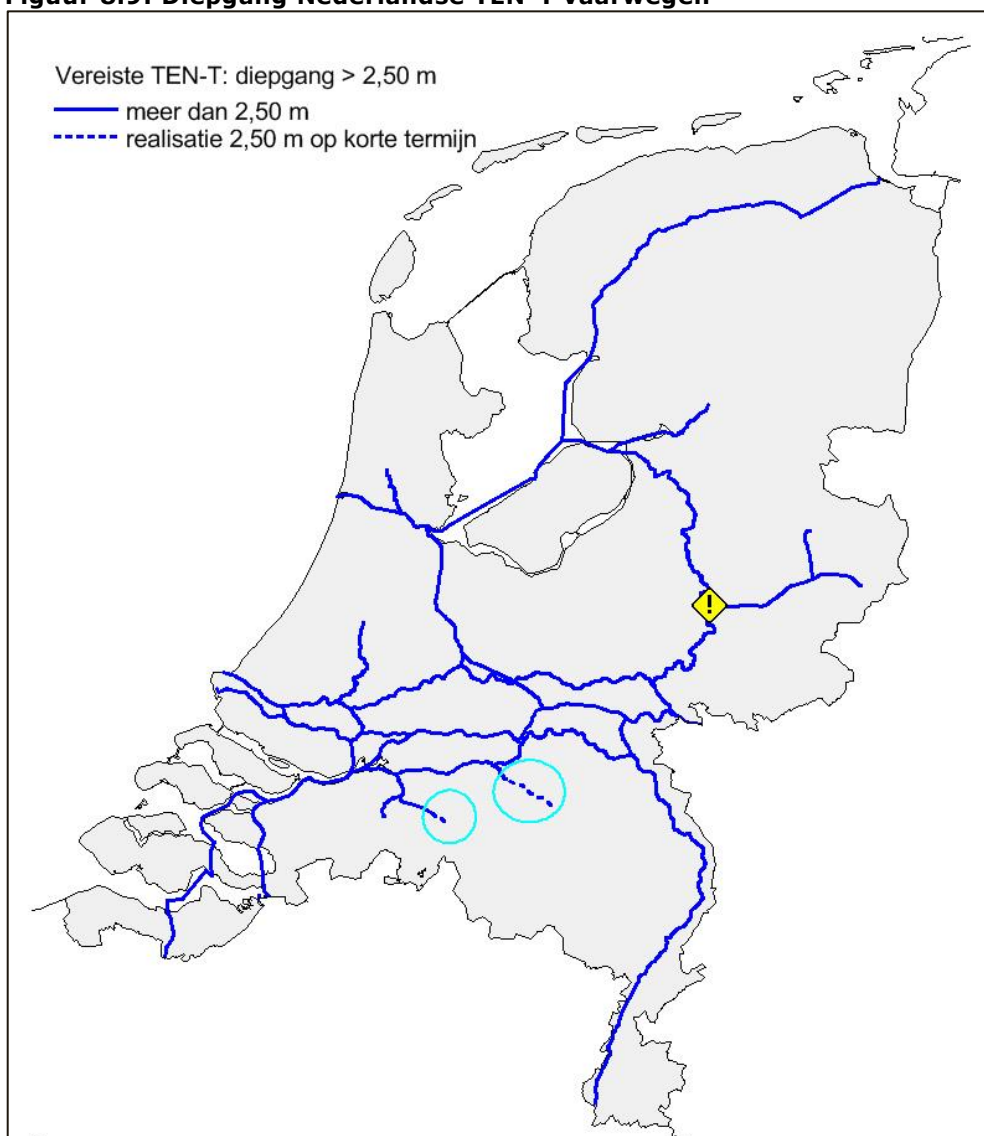 Figuur 8.9: Diepgang Nederlandse TEN-T vaarwegen
Vereiste TEN-T: diepgang > 2,50 m
meer dan 2,50 m
realisatie 2,50 m op korte termijn
!